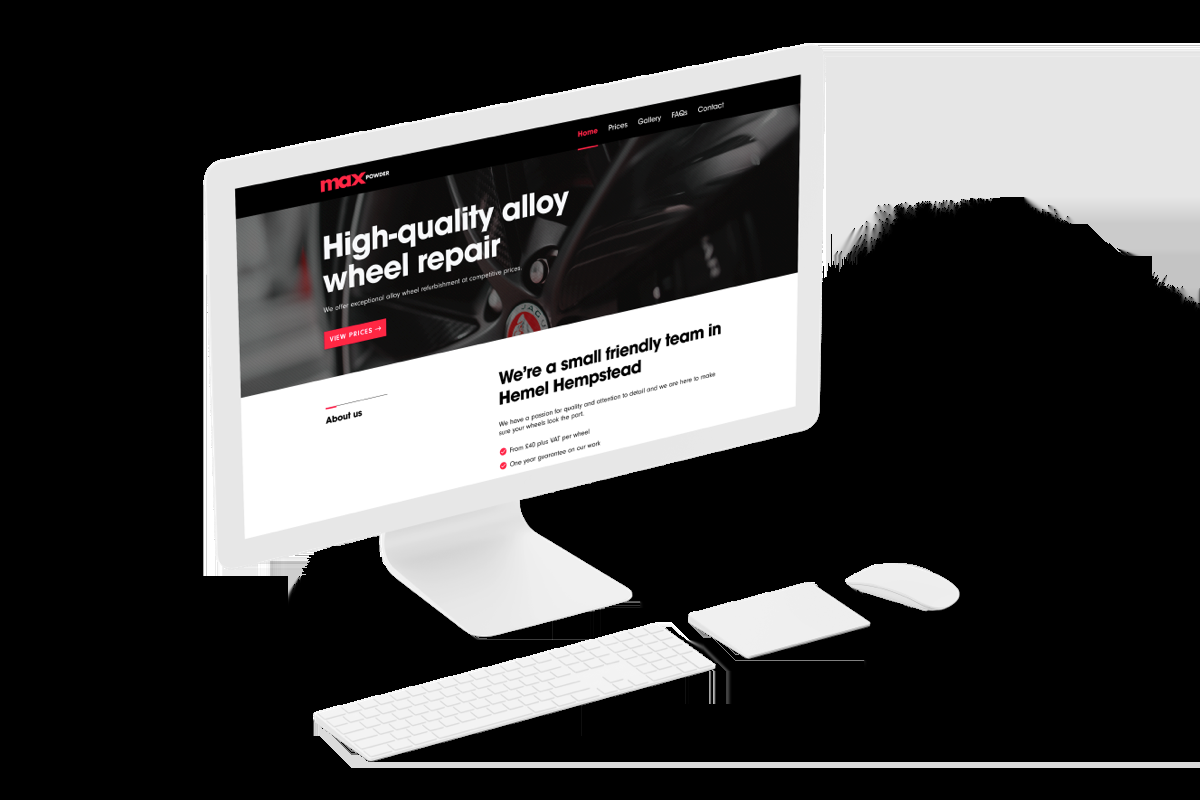 max POWDER
Home Prices Gallery FAQs Contact
High-quality alloy
wheel repair
We offer exceptional alloy wheel refurbishment at competitive prices.
VIEW PRICES →
About us
We're a small friendly team in
Hemel Hempstead
We have a passion for quality and attention to detail and we are here to make
sure your wheels look the part.
From £40 plus VAT per wheel
One year guarantee on our work